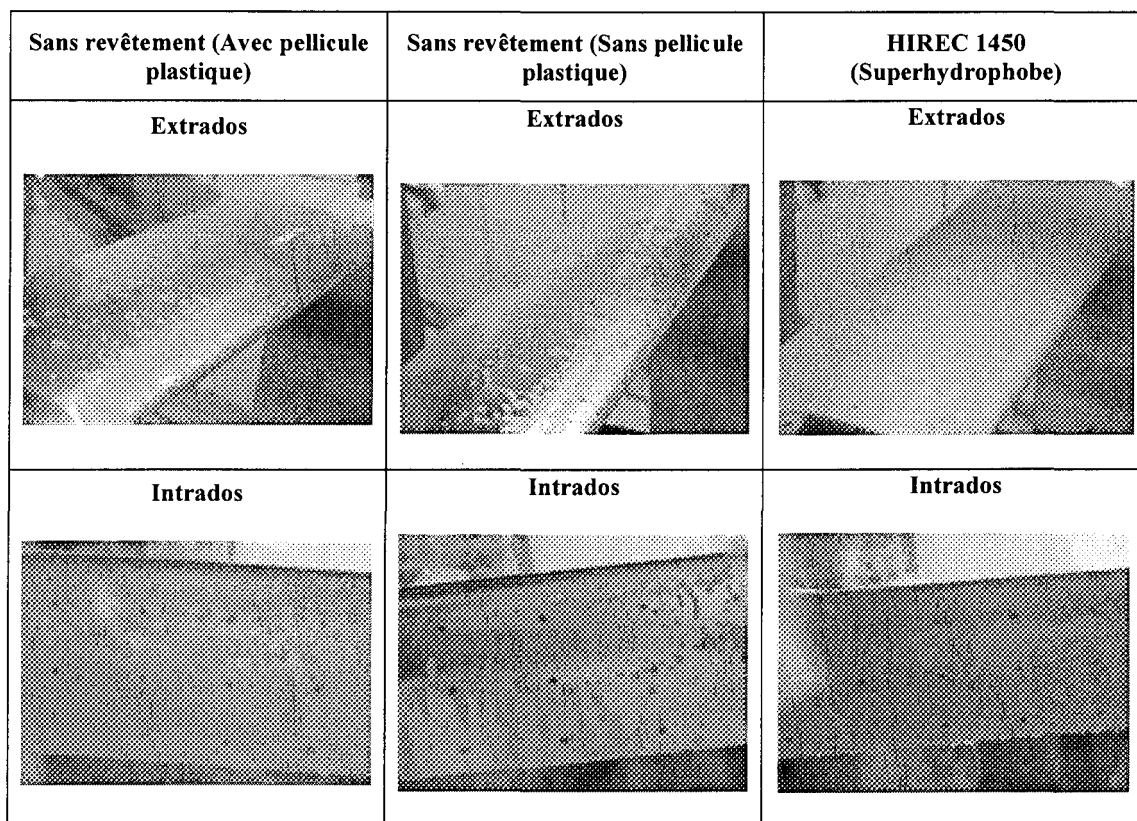 Sans revêtement (Avec pellicule
plastique)
Sans revêtement (Sans pellicule
plastique)
HIREC 1450
(Superhydrophobe)
Extrados
Extrados
Extrados
Intrados
Intrados
Intrados